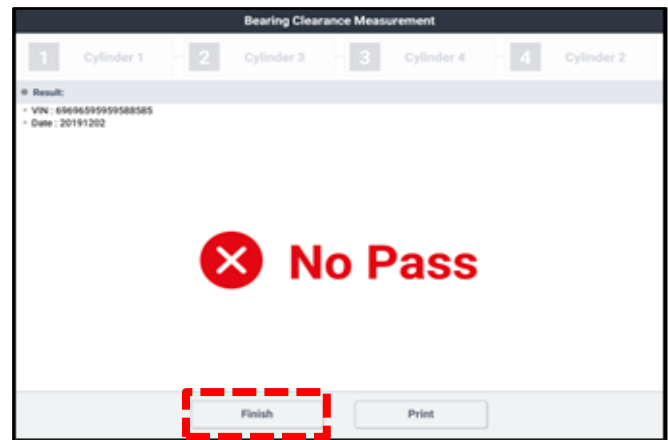 Bearing Clearance Measurement
1 Cylinder 1 2 Cylinder 3 3 Cylinder 4 4 Cylinder 2
Result:
VIN : 69696595959588585
Date : 20191202
No Pass
Finish Print